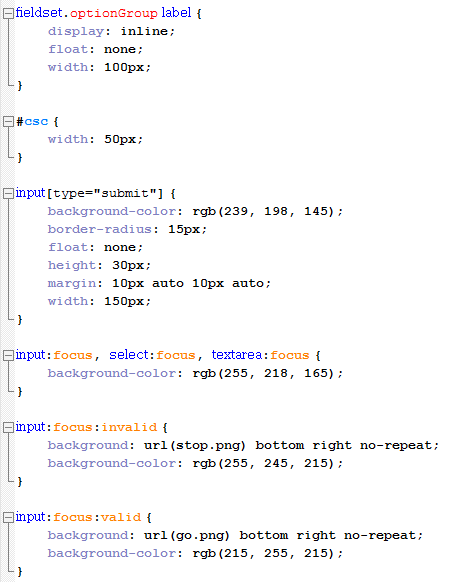 fieldset.optionGroup label {
display: inline;
float: none;
width: 100px;
}
#csc {
width: 50px;
}
input[type="submit"] {
background-color: rgb(239, 198, 145);
border-radius: 15px;
float: none;
height: 30px;
margin: 10px auto 10px auto;
width: 150px;
}
input:focus, select:focus, textarea:focus {
background-color: rgb(255, 218, 165);
}
input:focus:invalid {
background: url(stop.png) bottom right no-repeat;
background-color: rgb(255, 245, 215);
}
input:focus:valid {
background: url(go.png) bottom right no-repeat;
background-color: rgb(215, 255, 215);
}